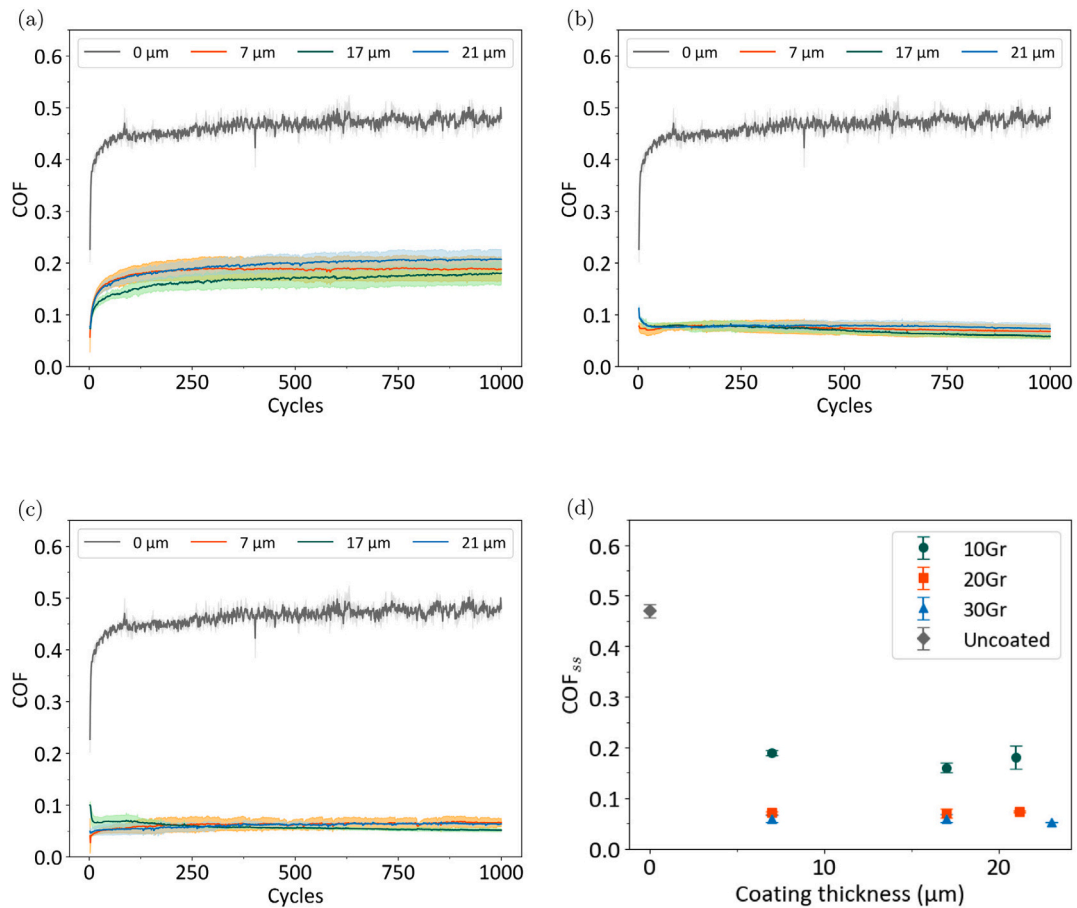 (a)
0 µm 7 µm 17 µm 21 µm
0.6
0.5
0.4
0.3
0.2
0.1
0.0
COF
0 250 500 750 1000
Cycles
(b)
0 µm 7 µm 17 µm 21 µm
0.6
0.5
0.4
0.3
0.2
0.1
0.0
COF
0 250 500 750 1000
Cycles
(c)
0 µm 7 µm 17 µm 21 µm
0.6
0.5
0.4
0.3
0.2
0.1
0.0
COF
0 250 500 750 1000
Cycles
(d)
10Gr
20Gr
30Gr
Uncoated
0.6
0.5
0.4
0.3
0.2
0.1
0.0
COFss
0 10 20
Coating thickness (µm)